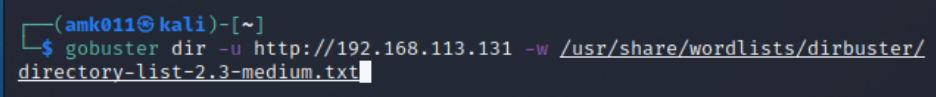 ┌──(amk011㉿kali)-[~]
└─$ gobuster dir -u http://192.168.113.131 -w /usr/share/wordlists/dirbuster/
directory-list-2.3-medium.txt